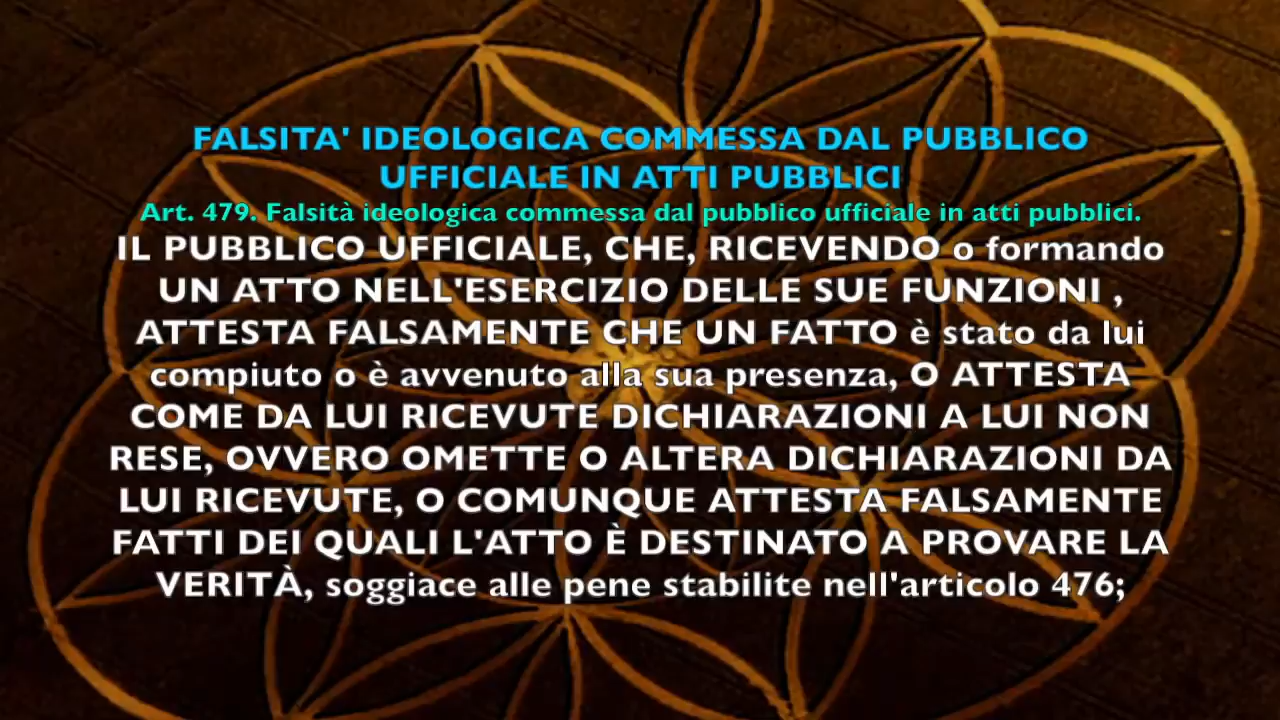 FALSITA' IDEOLOGICA COMMESSA DAL PUBBLICO
UFFICIALE IN ATTI PUBBLICI
Art. 479. Falsità ideologica commessa dal pubblico ufficiale in atti pubblici.
IL PUBBLICO UFFICIALE, CHE, RICEVENDO o formando
UN ATTO NELL'ESERCIZIO DELLE SUE FUNZIONI ,
ATTESTA FALSAMENTE CHE UN FATTO è stato da lui
compiuto o è avvenuto alla sua presenza, O ATTESTA
COME DA LUI RICEVUTE DICHIARAZIONI A LUI NON
RESE, OVVERO OMETTE O ALTERA DICHIARAZIONI DA
LUI RICEVUTE, O COMUNQUE ATTESTA FALSAMENTE
FATTI DEI QUALI L'ATTO È DESTINATO A PROVARE LA
VERITÀ, soggiace alle pene stabilite nell'articolo 476;